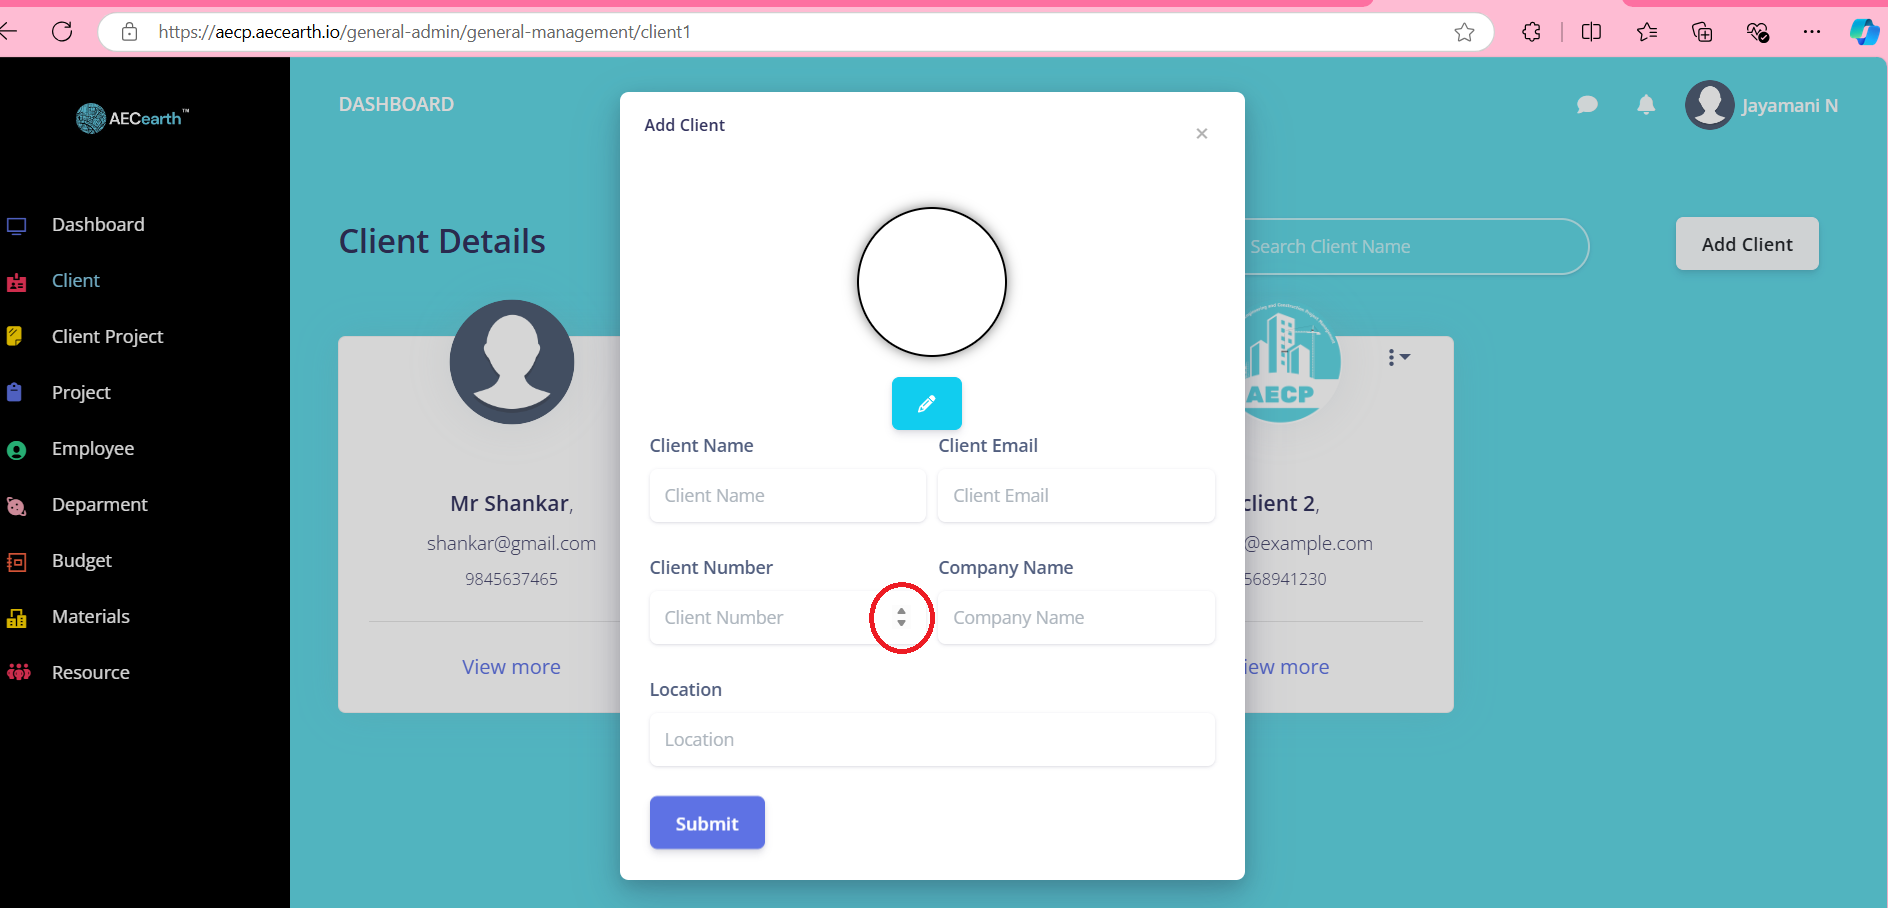 https://aecp.aecearth.io/general-admin/general-management/client1
AECearth™
DASHBOARD
Jayamani N
Dashboard
Client
Client Project
Project
Employee
Deparment
Budget
Materials
Resource
Client Details
Search Client Name
Add Client
Mr Shankar,
shankar@gmail.com
9845637465
View more
AECP
client 2,
@example.com
568941230
iew more
Add Client
×
Client Name
Client Email
Client Name
Client Email
Client Number
Company Name
Client Number
Company Name
Location
Location
Submit